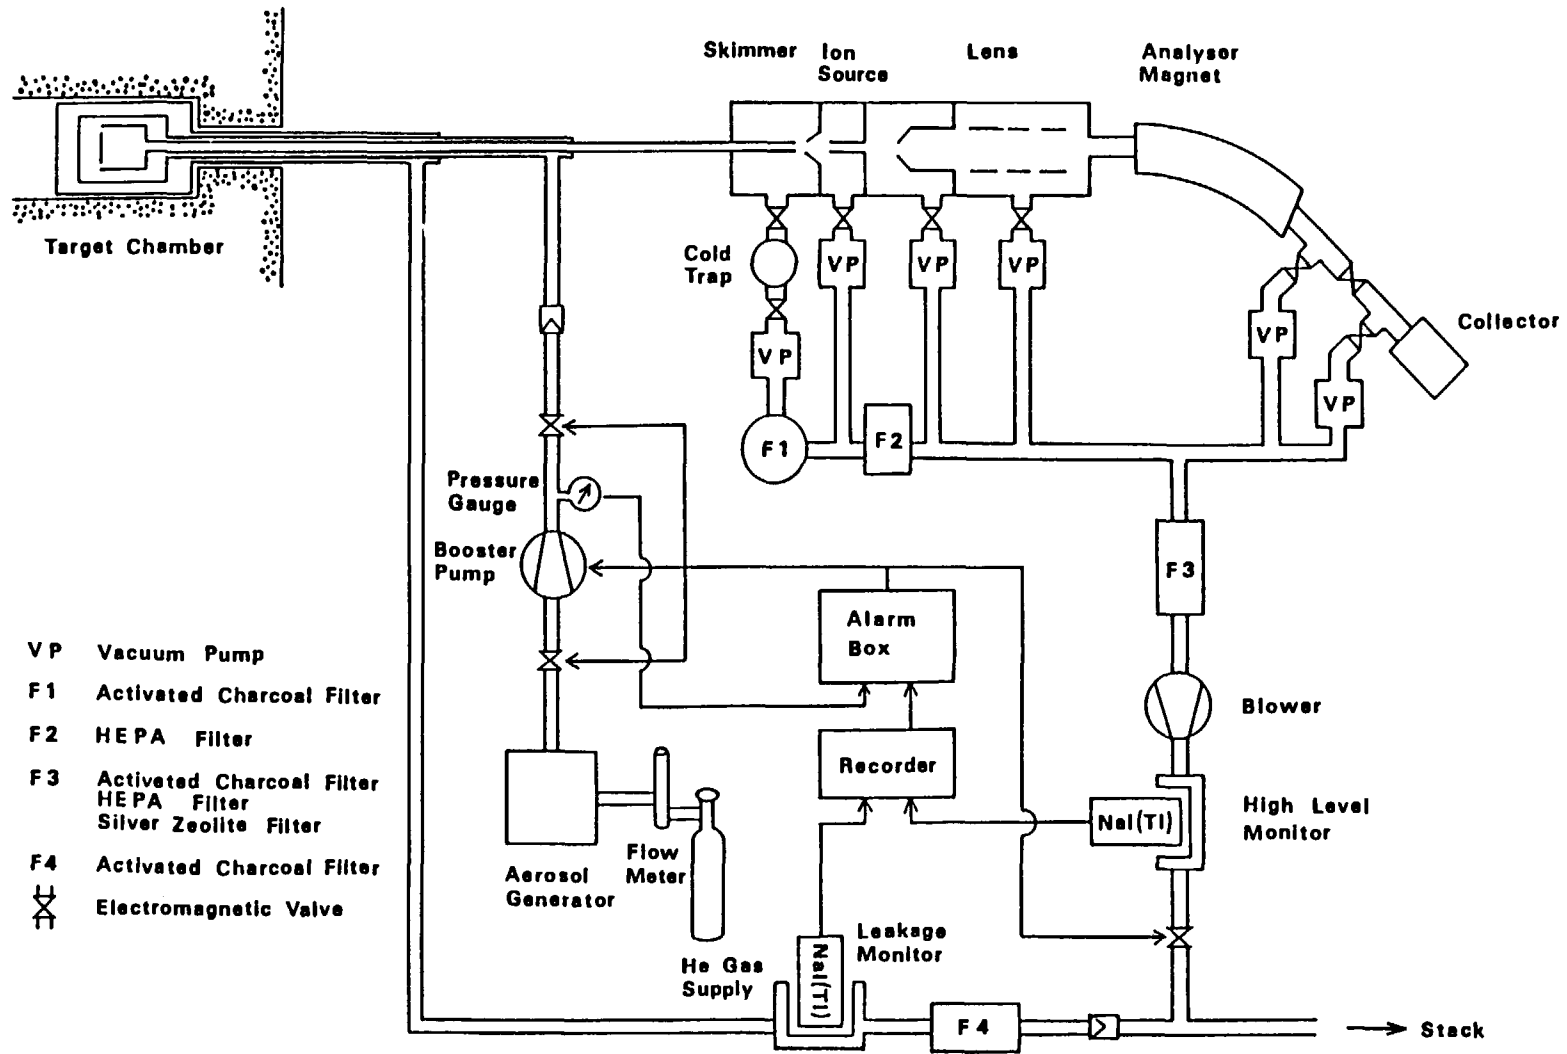 Skimmer
Ion
Source
Lens
Analyser
Magnet
Target Chamber
Cold
Trap
VP
VP
VP
VP
VP
VP
Collector
F1
F2
Pressure
Gauge
Booster
Pump
F3
Alarm
Box
Blower
Recorder
NaI(Tl)
High Level
Monitor
Flow
Meter
Aerosol
Generator
He Gas
Supply
Leakage
Monitor
NaI(Tl)
F4
Stack
VP Vacuum Pump
F1 Activated Charcoal Filter
F2 HEPA Filter
F3 Activated Charcoal Filter
HEPA Filter
Silver Zeolite Filter
F4 Activated Charcoal Filter
Electromagnetic Valve